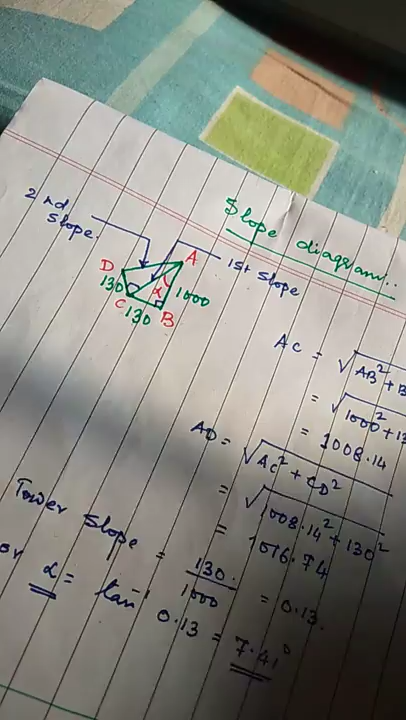 Slope diagram..
2nd
Slope.
1st slope
A
D
130
C
α
1000
B
130
AC = √AB² + B
= √1000² + 13
= 1008.14
AD = √AC² + CD²
= √1008.14² + 130²
= 1016.74
Tower Slope = 130. / 1000 = 0.13.
or α = tan⁻¹ 0.13 = 7.41°